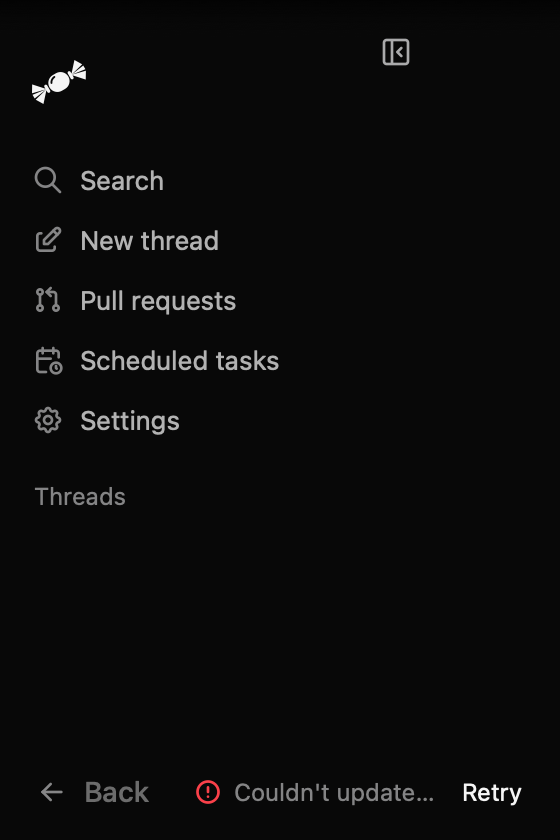 Search
New thread
Pull requests
Scheduled tasks
Settings
Threads
Back Couldn't update... Retry